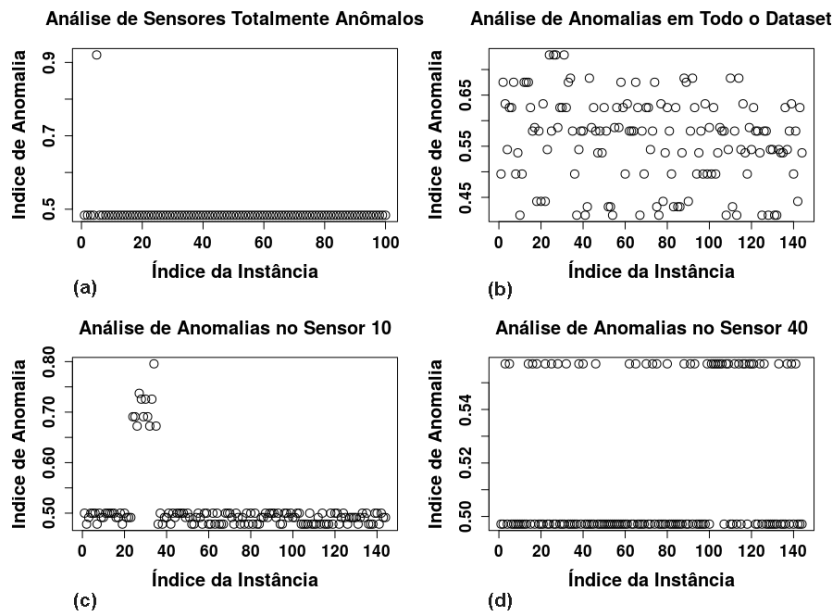 Análise de Sensores Totalmente Anômalos
Indice de Anomalia
0.9
0.7
0.5
0 20 40 60 80 100
Índice da Instância
(a)
Análise de Anomalias em Todo o Dataset
Indice de Anomalia
0.65
0.55
0.45
0 20 40 60 80 100 120 140
Índice da Instância
(b)
Análise de Anomalias no Sensor 10
Indice de Anomalia
0.80
0.70
0.60
0.50
0 20 40 60 80 100 120 140
Índice da Instância
(c)
Análise de Anomalias no Sensor 40
Indice de Anomalia
0.54
0.52
0.50
0 20 40 60 80 100 120 140
Índice da Instância
(d)